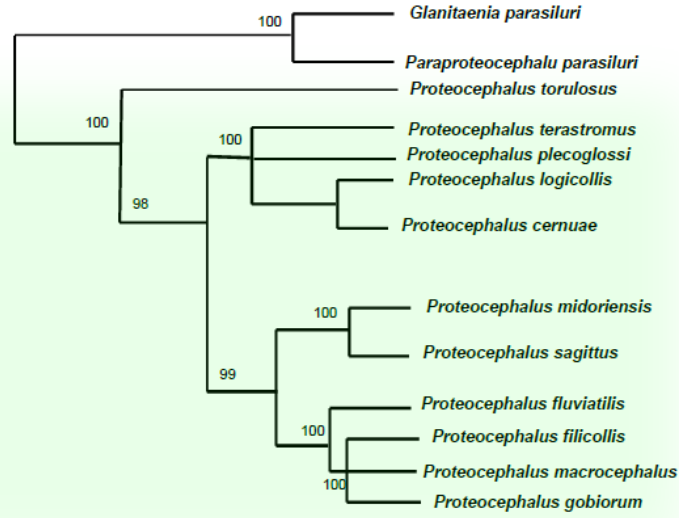 Glanitaenia parasiluri
100
Paraproteocephalu parasiluri
Proteocephalus torulosus
100
Proteocephalus terastromus
100
Proteocephalus plecoglossi
Proteocephalus logicollis
98
Proteocephalus cernuae
Proteocephalus midoriensis
100
Proteocephalus sagittus
99
Proteocephalus fluviatilis
100
Proteocephalus filicollis
Proteocephalus macrocephalus
100
Proteocephalus gobiorum